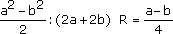 a²–b²/2 : (2a+2b)  R = a–b/4